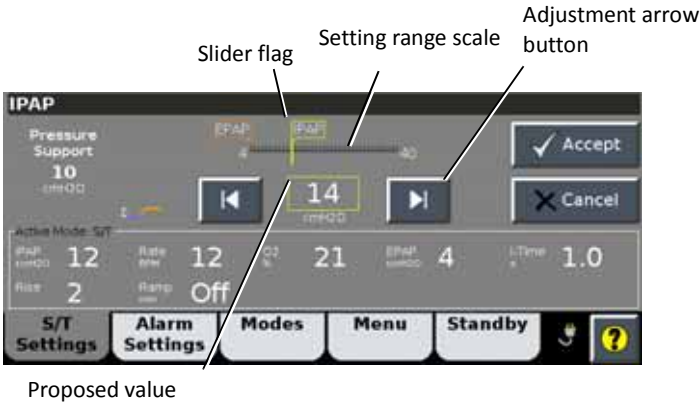 Adjustment arrow
button
Setting range scale
Slider flag
IPAP
EPAP IPAP
Pressure
Support
4 40
Accept
10
cmH2O
14
cmH2O
Cancel
Active Mode: S/T
IPAP cmH2O 12 Rate BPM 12 O2 % 21 EPAP cmH2O 4 I-Time s 1.0
Rise 2 Ramp min Off
S/T Settings Alarm Settings Modes Menu Standby ?
Proposed value